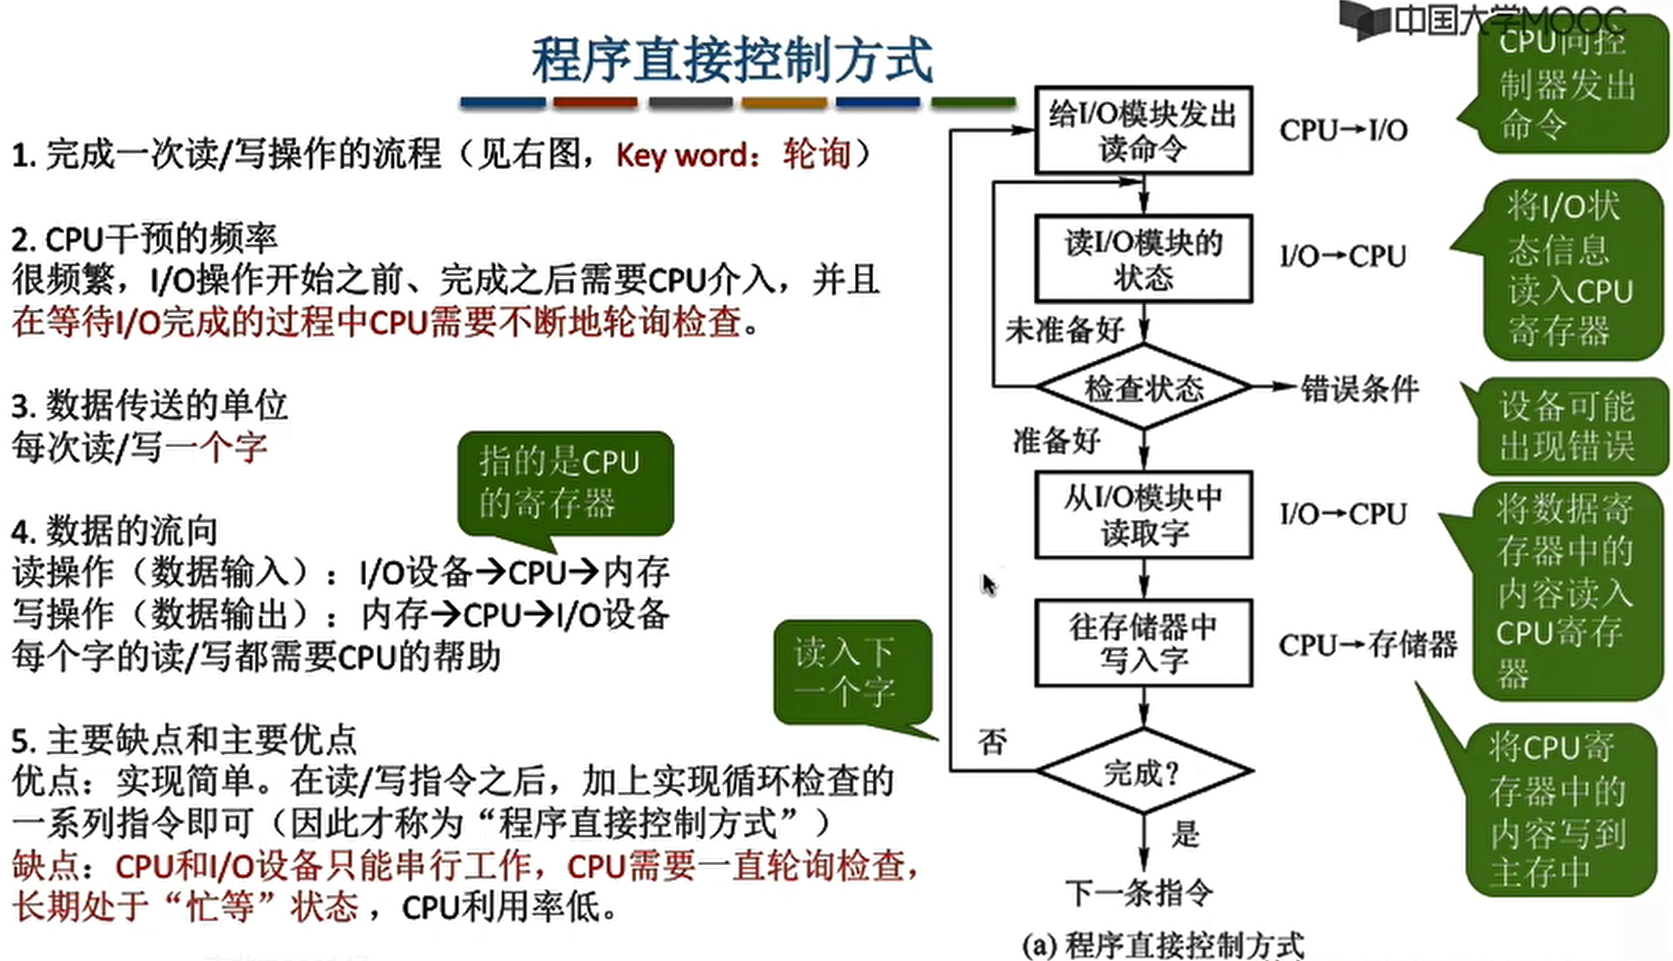 中国大学MOOC
程序直接控制方式
1. 完成一次读/写操作的流程（见右图，Key word：轮询）
2. CPU干预的频率
很频繁，I/O操作开始之前、完成之后需要CPU介入，并且
在等待I/O完成的过程中CPU需要不断地轮询检查。
3. 数据传送的单位
每次读/写一个字
指的是CPU
的寄存器
4. 数据的流向
读操作（数据输入）：I/O设备→CPU→内存
写操作（数据输出）：内存→CPU→I/O设备
每个字的读/写都需要CPU的帮助
读入下
一个字
5. 主要缺点和主要优点
优点：实现简单。在读/写指令之后，加上实现循环检查的
一系列指令即可（因此才称为“程序直接控制方式”）
缺点：CPU和I/O设备只能串行工作，CPU需要一直轮询检查，
长期处于“忙等”状态，CPU利用率低。
给I/O模块发出
读命令
CPU→I/O
CPU向控
制器发出
命令
读I/O模块的
状态
I/O→CPU
将I/O状
态信息
读入CPU
寄存器
未准备好
检查状态
错误条件
设备可能
出现错误
准备好
从I/O模块中
读取字
I/O→CPU
将数据寄
存器中的
内容读入
CPU寄存
器
往存储器中
写入字
CPU→存储器
将CPU寄
存器中的
内容写到
主存中
否
完成？
是
下一条指令
(a) 程序直接控制方式